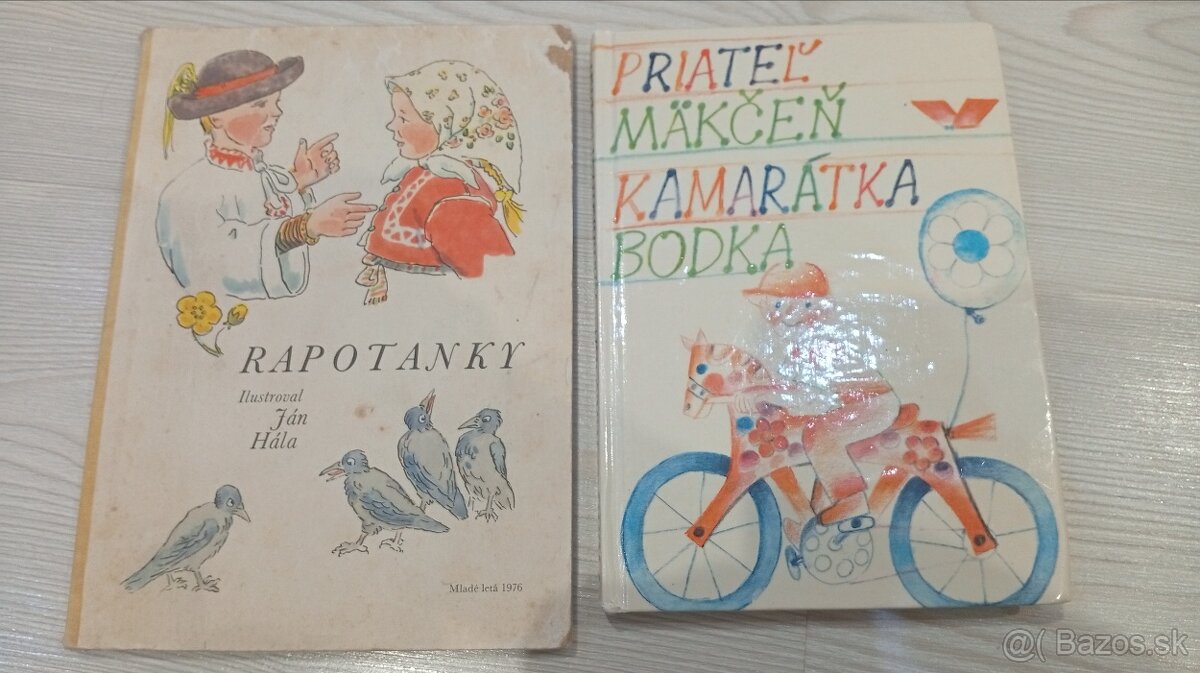 RAPOTANKY
Ilustroval
Ján
Hála
Mladé letá 1976
PRIATEĽ
MÄKČEŇ
KAMARÁTKA
BODKA
@( Bazos.sk